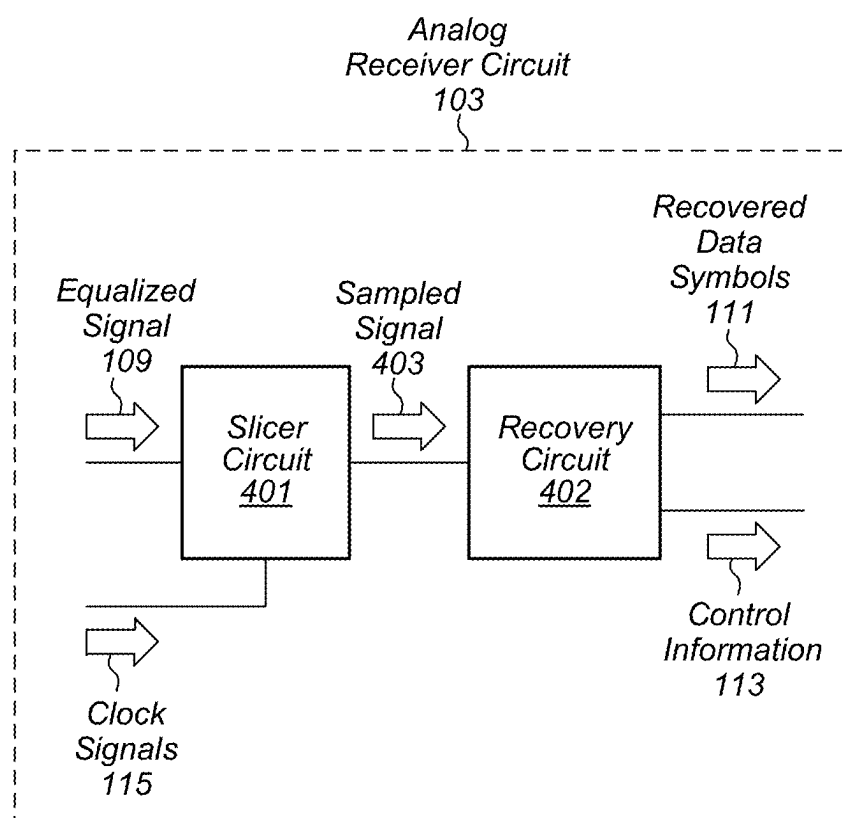 Analog
Receiver Circuit
103
Recovered
Data
Symbols
111
Equalized
Signal
109
Sampled
Signal
403
Slicer
Circuit
401
Recovery
Circuit
402
Clock
Signals
115
Control
Information
113